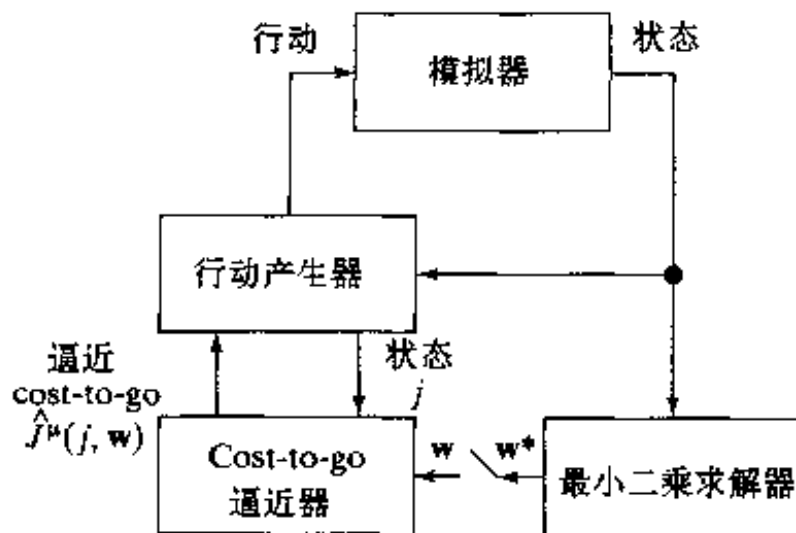 行动
状态
模拟器
行动产生器
逼近
cost-to-go
Ĵᵘ(j, w)
状态
j
Cost-to-go
逼近器
w
w*
最小二乘求解器